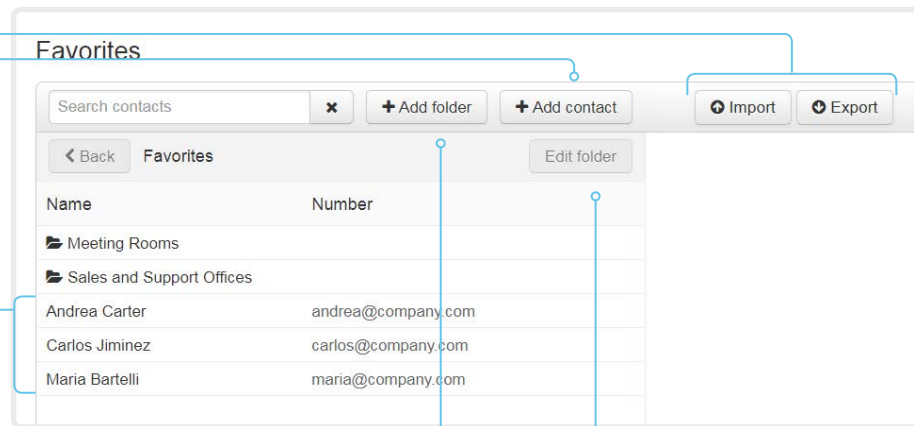 Favorites
Search contacts
Add folder
Add contact
Import
Export
Back
Favorites
Edit folder
Name Number
Meeting Rooms
Sales and Support Offices
Andrea Carter andrea@company.com
Carlos Jiminez carlos@company.com
Maria Bartelli maria@company.com